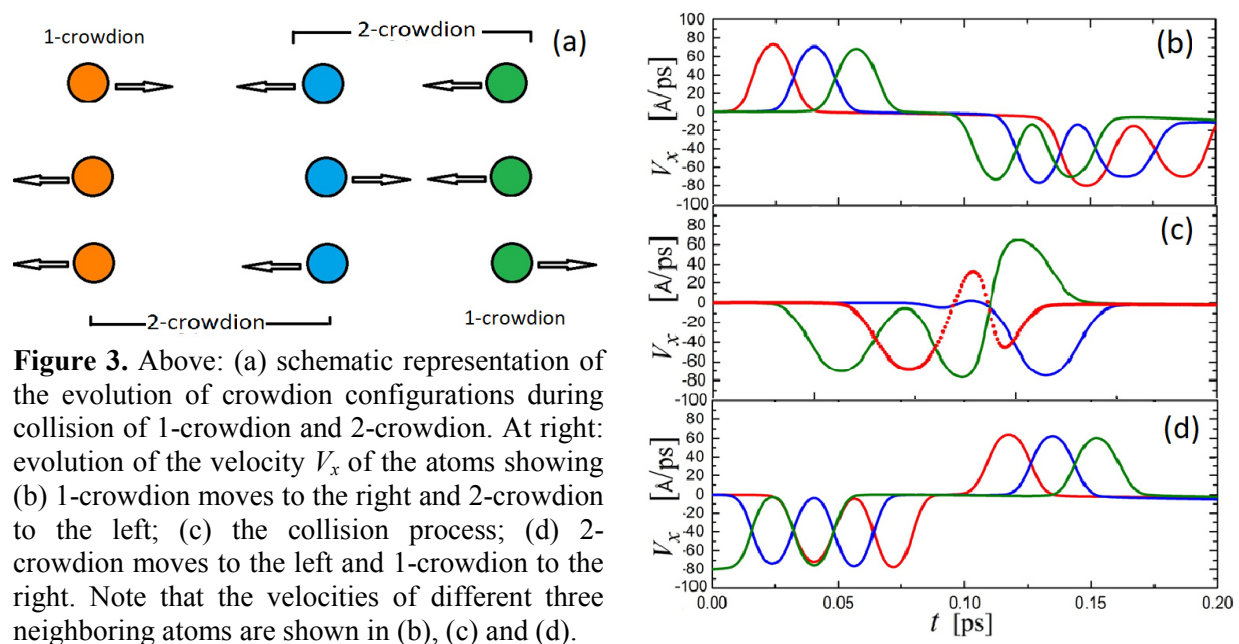 1-crowdion
2-crowdion
(a)
2-crowdion
1-crowdion
Figure 3. Above: (a) schematic representation of
the evolution of crowdion configurations during
collision of 1-crowdion and 2-crowdion. At right:
evolution of the velocity Vx of the atoms showing
(b) 1-crowdion moves to the right and 2-crowdion
to the left; (c) the collision process; (d) 2-
crowdion moves to the left and 1-crowdion to the
right. Note that the velocities of different three
neighboring atoms are shown in (b), (c) and (d).
100
80
60
40
20
0
-20
-40
-60
-80
-100
Vx [Å/ps]
(b)
80
60
40
20
0
-20
-40
-60
-80
-100
Vx [Å/ps]
(c)
80
60
40
20
0
-20
-40
-60
-80
-100
Vx [Å/ps]
(d)
0.00 0.05 0.10 0.15 0.20
t [ps]